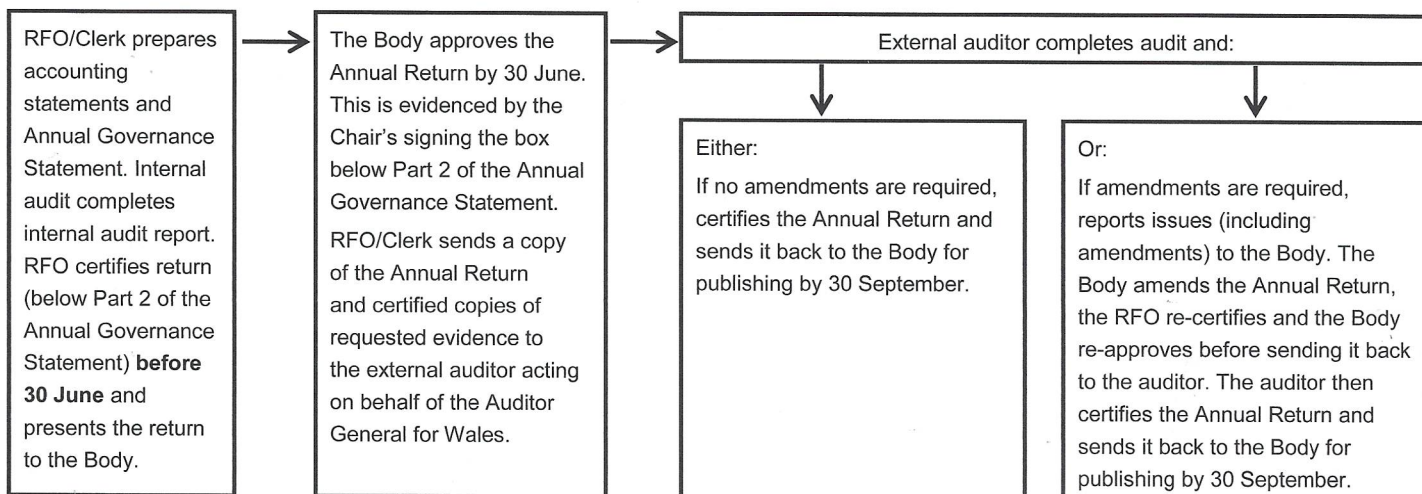 RFO/Clerk prepares
accounting
statements and
Annual Governance
Statement. Internal
audit completes
internal audit report.
RFO certifies return
(below Part 2 of the
Annual Governance
Statement) before
30 June and
presents the return
to the Body.
The Body approves the
Annual Return by 30 June.
This is evidenced by the
Chair's signing the box
below Part 2 of the Annual
Governance Statement.
RFO/Clerk sends a copy
of the Annual Return
and certified copies of
requested evidence to
the external auditor acting
on behalf of the Auditor
General for Wales.
External auditor completes audit and:
Either:
If no amendments are required,
certifies the Annual Return and
sends it back to the Body for
publishing by 30 September.
Or:
If amendments are required,
reports issues (including
amendments) to the Body. The
Body amends the Annual Return,
the RFO re-certifies and the Body
re-approves before sending it back
to the auditor. The auditor then
certifies the Annual Return and
sends it back to the Body for
publishing by 30 September.